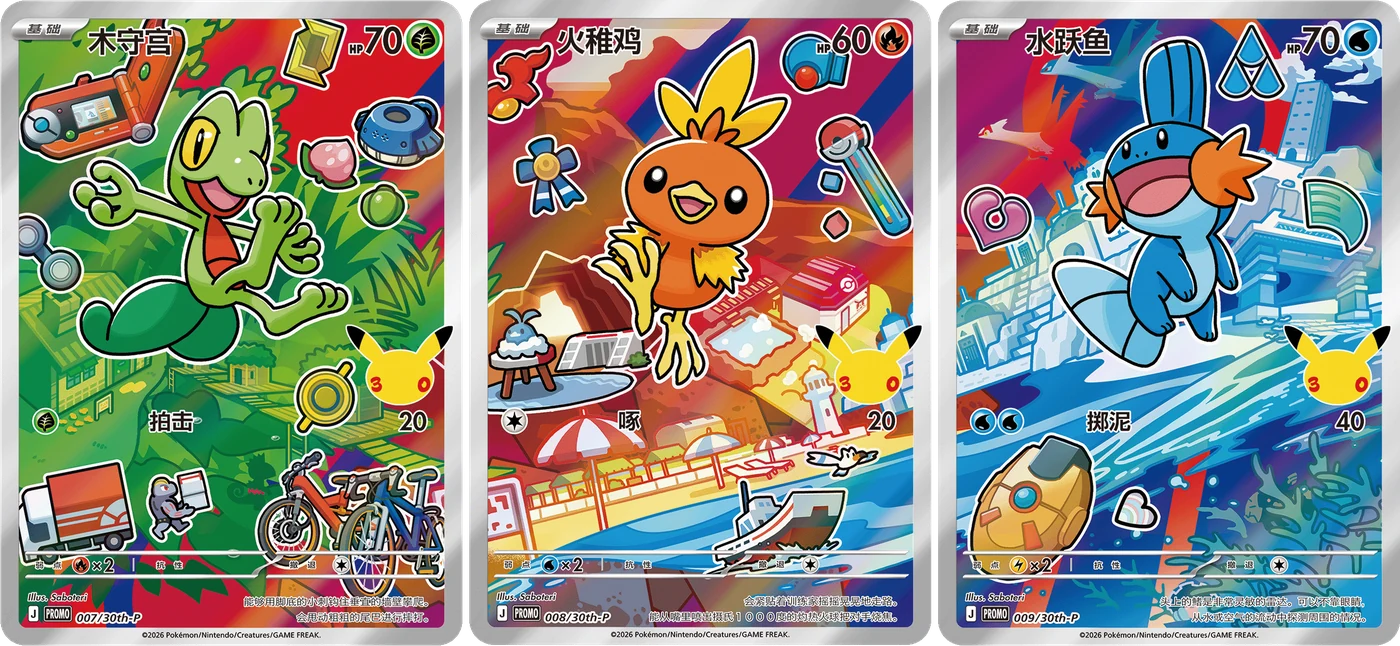 基础
木守宫
HP70
30
拍击
20
弱点 ×2
抗性
撤退
Illus. Saboteri
能够用脚底的小刺钩住垂直的墙壁攀爬。
会甩动粗粗的尾巴进行摔打。
J PROMO 007/30th-P
©2026 Pokémon/Nintendo/Creatures/GAME FREAK.
基础
火稚鸡
HP60
30
啄
20
弱点 ×2
抗性
撤退
Illus. Saboteri
会紧贴着训练家摇摇晃晃地走路。
能从嘴里喷出摄氏1000度的灼热火球把对手烧焦。
J PROMO 008/30th-P
©2026 Pokémon/Nintendo/Creatures/GAME FREAK.
基础
水跃鱼
HP70
30
掷泥
40
弱点 ×2
抗性
撤退
Illus. Saboteri
头上的鳍是非常灵敏的雷达。可以不靠眼睛，
从水或空气的流动中探测周围的情况。
J PROMO 009/30th-P
©2026 Pokémon/Nintendo/Creatures/GAME FREAK.